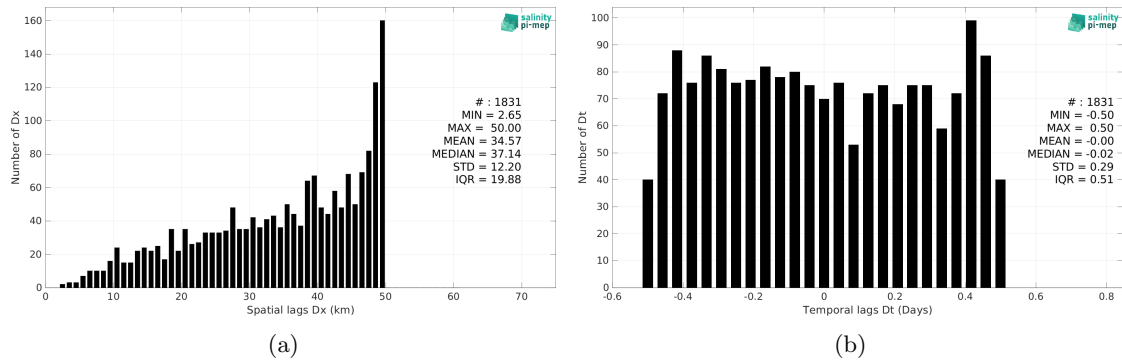 160
140
120
100
80
60
40
20
0
Number of Dx
0 10 20 30 40 50 60 70
Spatial lags Dx (km)
salinity
pi-mep
# : 1831
MIN = 2.65
MAX = 50.00
MEAN = 34.57
MEDIAN = 37.14
STD = 12.20
IQR = 19.88
(a)
100
90
80
70
60
50
40
30
20
10
0
Number of Dt
-0.6 -0.4 -0.2 0 0.2 0.4 0.6 0.8
Temporal lags Dt (Days)
salinity
pi-mep
# : 1831
MIN = -0.50
MAX = 0.50
MEAN = -0.00
MEDIAN = -0.02
STD = 0.29
IQR = 0.51
(b)